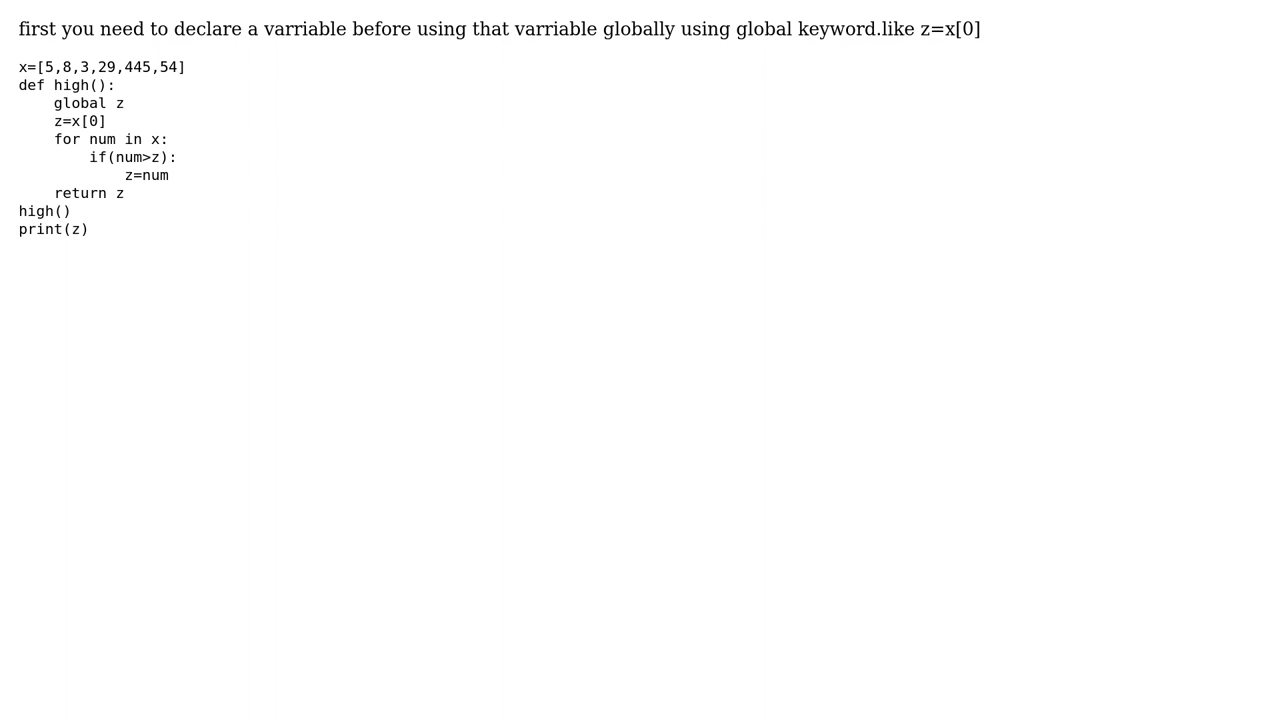 first you need to declare a varriable before using that varriable globally using global keyword.like z=x[0]
x=[5,8,3,29,445,54]
def high():
    global z
    z=x[0]
    for num in x:
        if(num>z):
            z=num
    return z
high()
print(z)